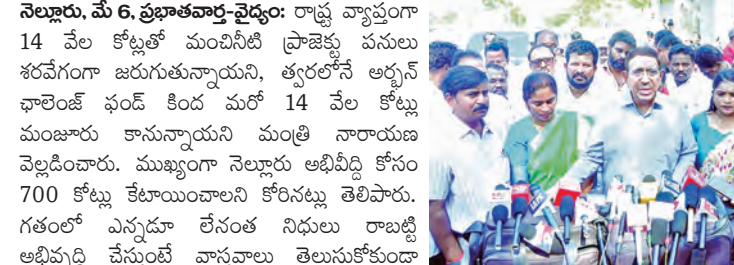 నెల్లూరు, మే 6, ప్రభాతవార్త-వైద్యం: రాష్ట్ర వ్యాప్తంగా
14 వేల కోట్లతో మంచినీటి ప్రాజెక్టు పనులు
శరవేగంగా జరుగుతున్నాయని, త్వరలోనే అర్బన్
ఛాలెంజ్ ఫండ్ కింద మరో 14 వేల కోట్లు
మంజూరు కానున్నాయని మంత్రి నారాయణ
వెల్లడించారు. ముఖ్యంగా నెల్లూరు అభివీద్ది కోసం
700 కోట్లు కేటాయించాలని కోరినట్లు తెలిపారు.
గతంలో ఎన్నడూ లేనంత నిధులు రాబట్టి
అభివృద్ధి చేస్తుంటే వాస్తవాలు తెలుసుకోకుండా